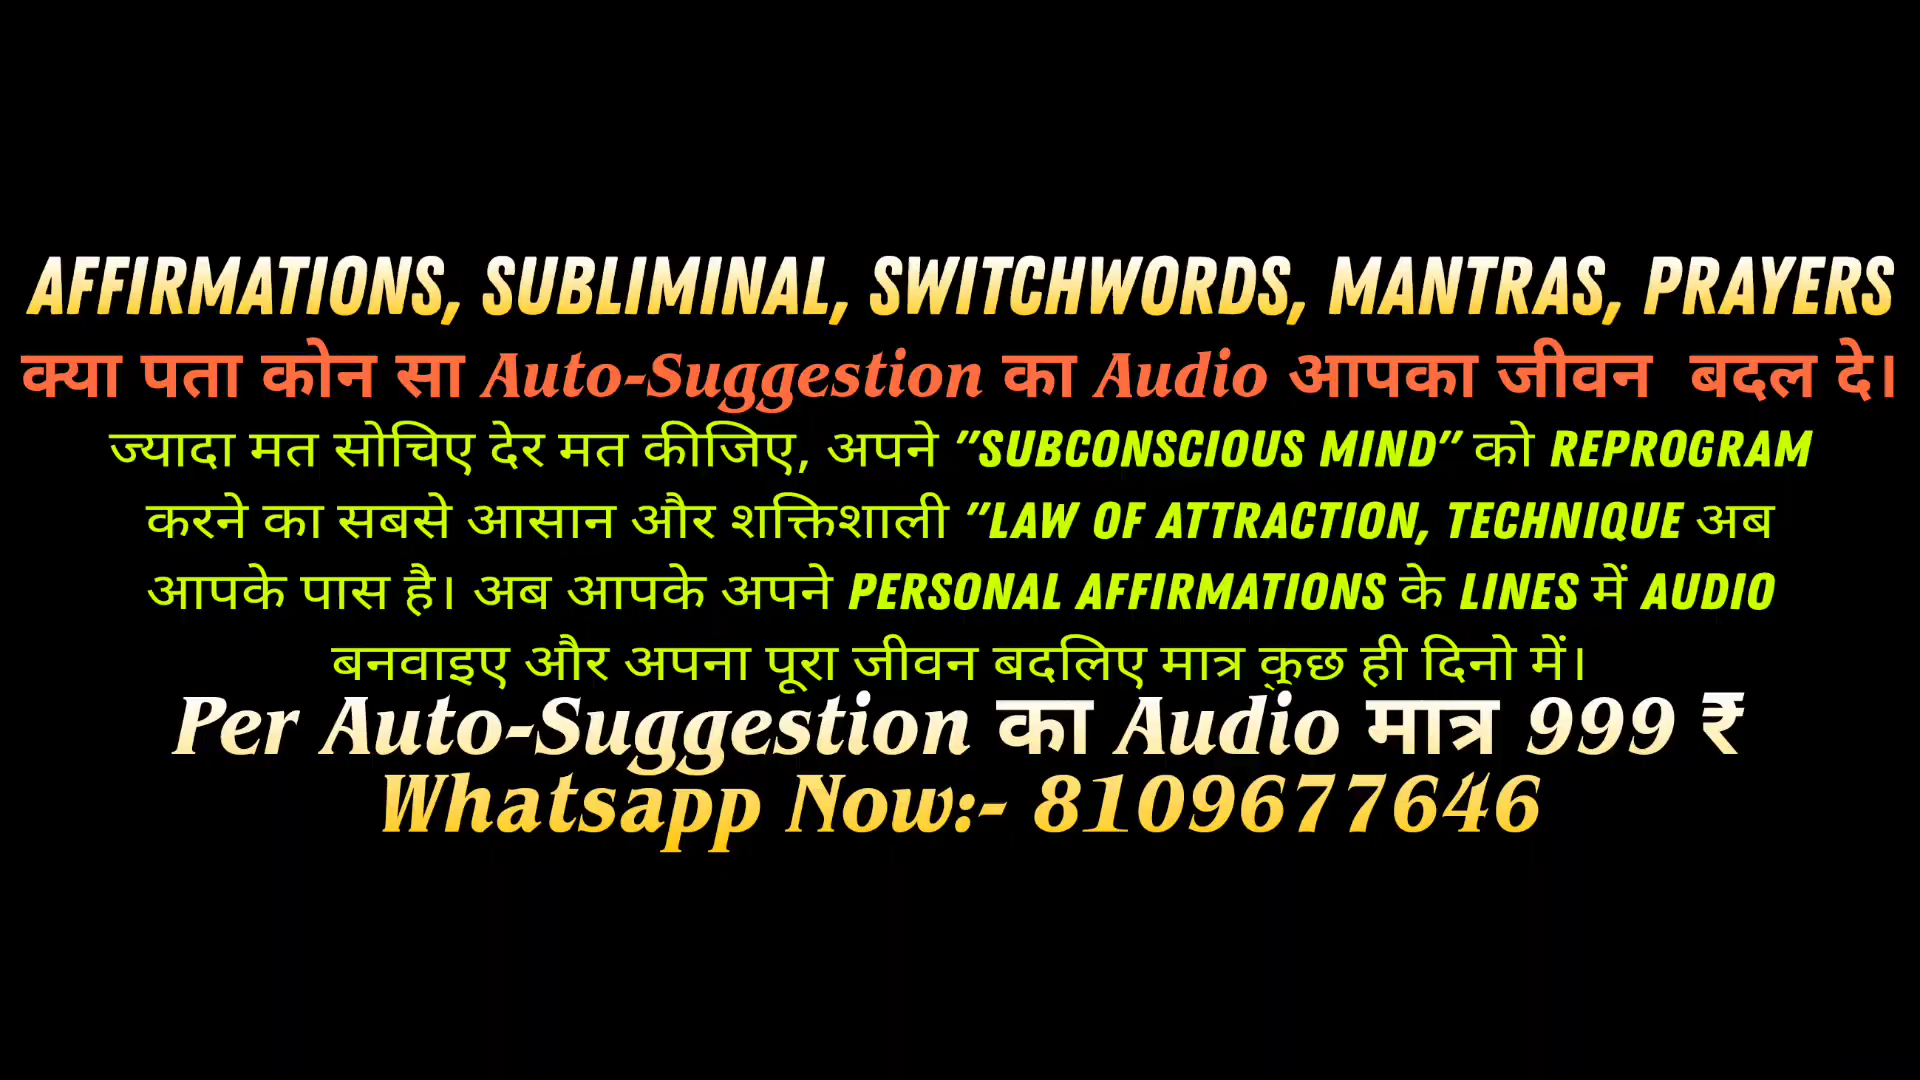 AFFIRMATIONS, SUBLIMINAL, SWITCHWORDS, MANTRAS, PRAYERS
क्या पता कोन सा Auto-Suggestion का Audio आपका जीवन बदल दे।
ज्यादा मत सोचिए देर मत कीजिए, अपने "SUBCONSCIOUS MIND" को REPROGRAM
करने का सबसे आसान और शक्तिशाली "LAW OF ATTRACTION, TECHNIQUE अब
आपके पास है। अब आपके अपने PERSONAL AFFIRMATIONS के LINES में AUDIO
बनवाइए और अपना पूरा जीवन बदलिए मात्र कुछ ही दिनो में।
Per Auto-Suggestion का Audio मात्र 999 ₹
Whatsapp Now:- 8109677646